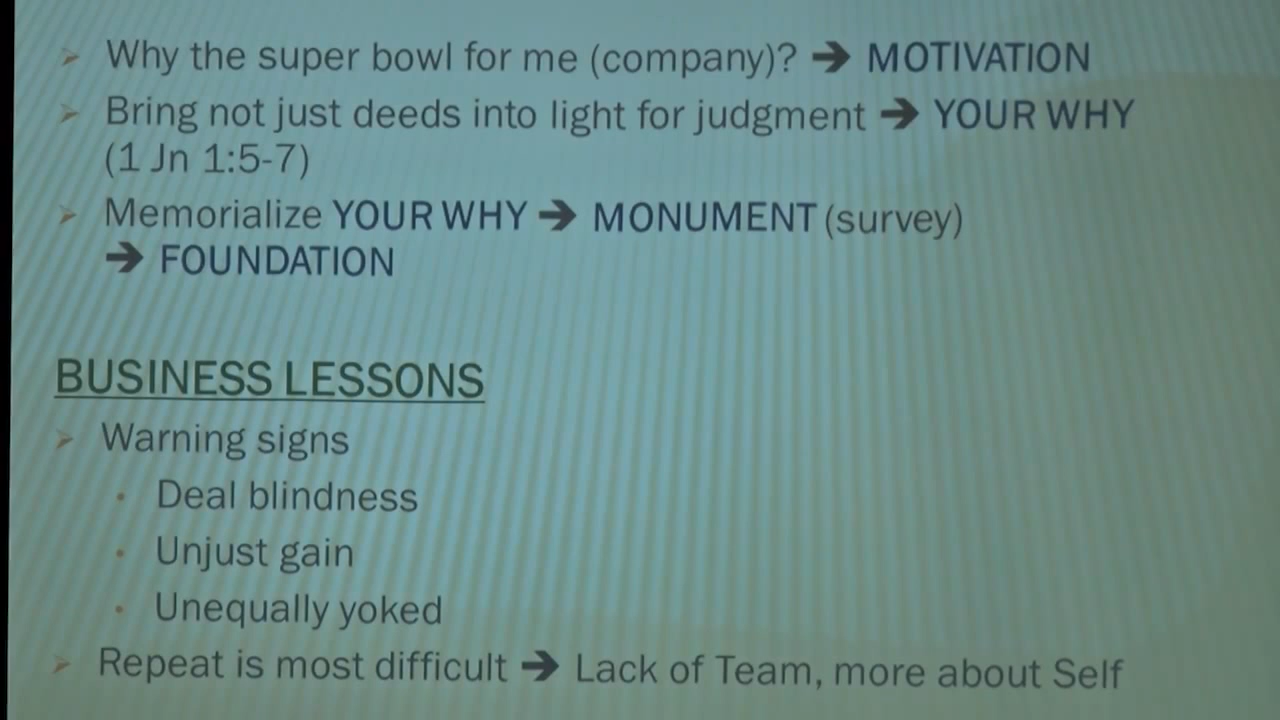 ➢ Why the super bowl for me (company)? ➔ MOTIVATION
➢ Bring not just deeds into light for judgment ➔ YOUR WHY
(1 Jn 1:5-7)
➢ Memorialize YOUR WHY ➔ MONUMENT (survey)
➔ FOUNDATION
BUSINESS LESSONS
➢ Warning signs
• Deal blindness
• Unjust gain
• Unequally yoked
➢ Repeat is most difficult ➔ Lack of Team, more about Self